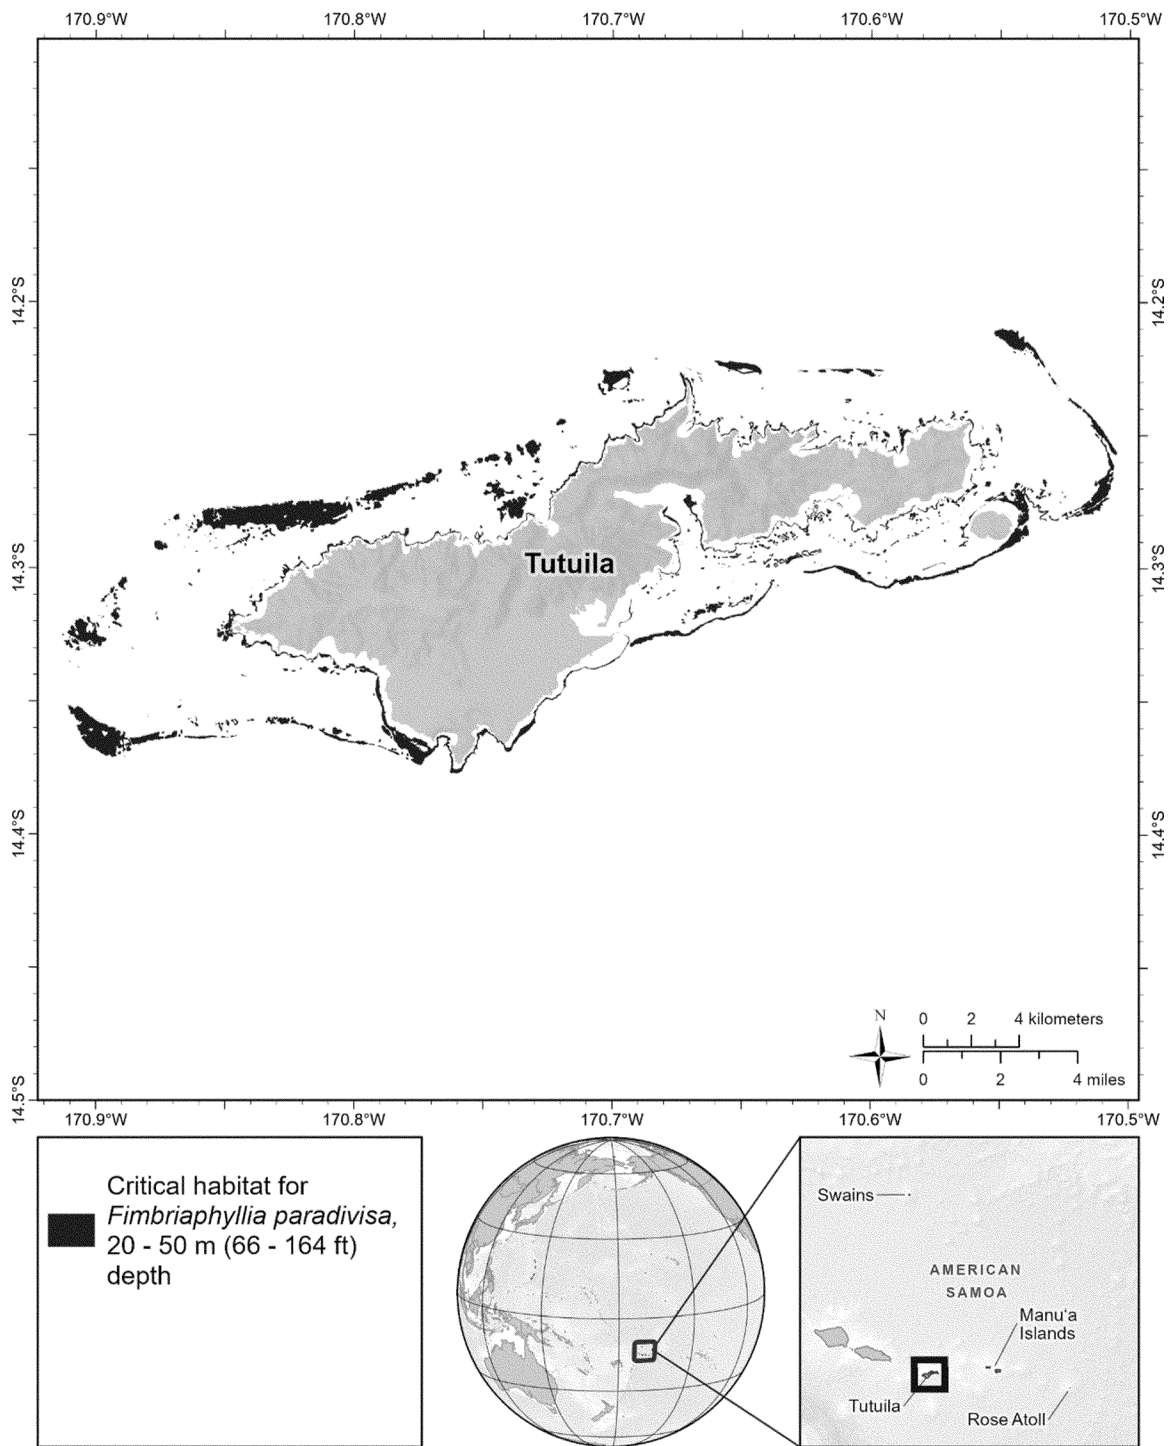 170.9°W 170.8°W 170.7°W 170.6°W 170.5°W
14.2°S 14.2°S
14.3°S 14.3°S
Tutuila
14.4°S 14.4°S
N
0 2 4 kilometers
0 2 4 miles
14.5°S
170.9°W 170.8°W 170.7°W 170.6°W 170.5°W
Critical habitat for
Fimbriaphyllia paradivisa,
20 - 50 m (66 - 164 ft)
depth
Swains
AMERICAN
SAMOA
Manuʻa
Islands
Tutuila
Rose Atoll